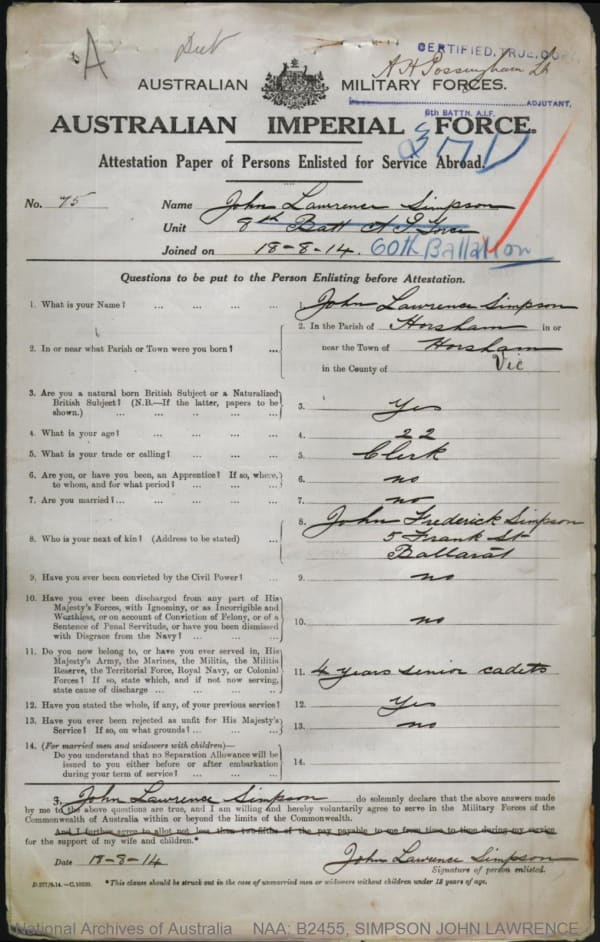 A
CERTIFIED TRUE COPY
AUSTRALIAN MILITARY FORCES.
ADJUTANT,
8th BATTN. A.I.F.
AUSTRALIAN IMPERIAL FORCE.
Attestation Paper of Persons Enlisted for Service Abroad.
No. 75 Name John Lawrence Simpson
Unit 8th Batt A I Force
Joined on 18-8-14. 60th Battalion
Questions to be put to the Person Enlisting before Attestation.
1. What is your Name? ... ... ... ... 1. John Lawrence Simpson
2. In or near what Parish or Town were you born? ... 2. In the Parish of Horsham in or
near the Town of Horsham
in the County of Vic
3. Are you a natural born British Subject or a Naturalized
British Subject? (N.B.—If the latter, papers to be
shown.) ... ... .. ... ... 3. Yes
4. What is your age? ... ... ... 4. 22
5. What is your trade or calling? ... ... ... 5. Clerk
6. Are you, or have you been, an Apprentice? If so, where,
to whom, and for what period? ... ... ... 6. no
7. Are you married? ... ... ... ... 7. no
8. Who is your next of kin? (Address to be stated) ... 8. John Frederick Simpson
5 Frank St
Ballarat
9. Have you ever been convicted by the Civil Power? ... 9. no
10. Have you ever been discharged from any part of His
Majesty's Forces, with Ignominy, or as Incorrigible and
Worthless, or on account of Conviction of Felony, or of a
Sentence of Penal Servitude, or have you been dismissed
with Disgrace from the Navy? ... ... ... 10. no
11. Do you now belong to, or have you ever served in, His
Majesty's Army, the Marines, the Militia, the Militia
Reserve, the Territorial Force, Royal Navy, or Colonial
Forces? If so, state which, and if not now serving,
state cause of discharge ... ... ... 11. 4 years senior cadets
12. Have you stated the whole, if any, of your previous service? 12. Yes
13. Have you ever been rejected as unfit for His Majesty's
Service? If so, on what grounds? ... ... 13. no
14. (For married men and widowers with children)—
Do you understand that no Separation Allowance will be
issued to you either before or after embarkation
during your term of service? ... ... 14.
I, John Lawrence Simpson do solemnly declare that the above answers made
by me to the above questions are true, and I am willing and hereby voluntarily agree to serve in the Military Forces of the
Commonwealth of Australia within or beyond the limits of the Commonwealth.
And I further agree to allot not less than two-fifths of the pay payable to me from time to time during my service
for the support of my wife and children.*
Date 18-8-14 John Lawrence Simpson
Signature of person enlisted.
*This clause should be struck out in the case of unmarried men or widowers without children under 18 years of age.
National Archives of Australia NAA: B2455, SIMPSON JOHN LAWRENCE